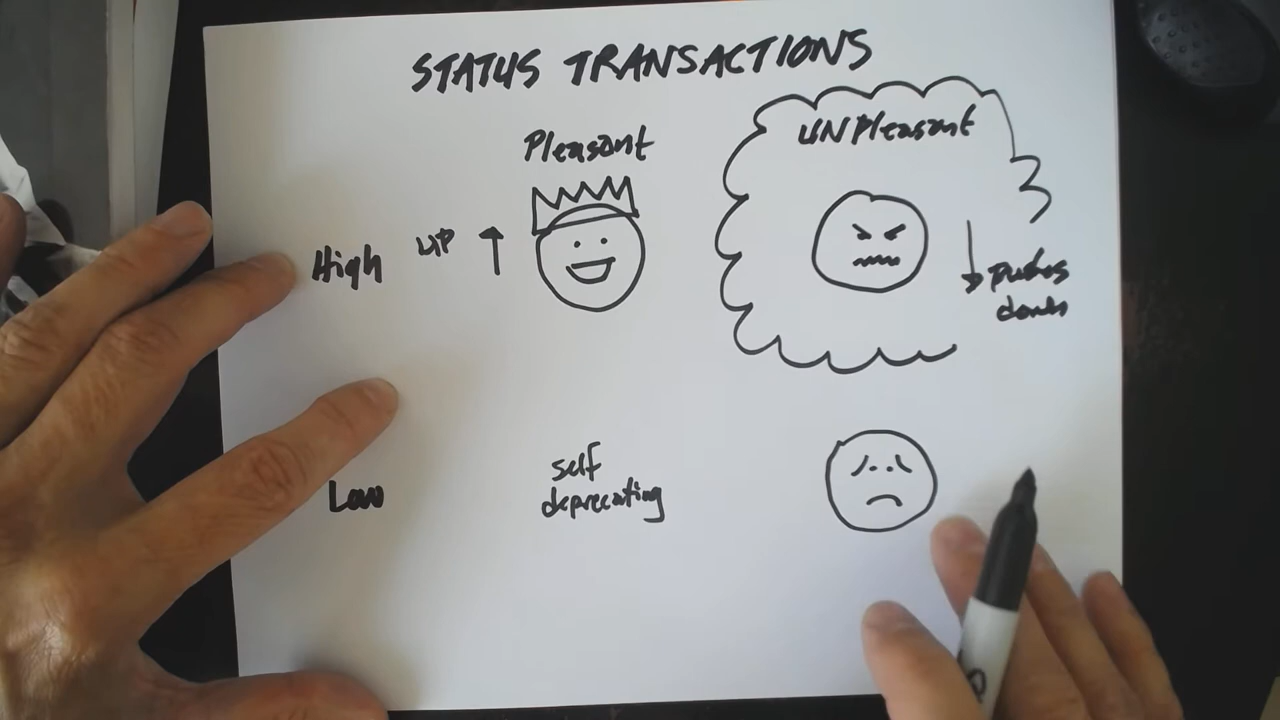 STATUS TRANSACTIONS
Pleasant
UNPleasant
High
UP
pushes
down
Low
self
deprecating